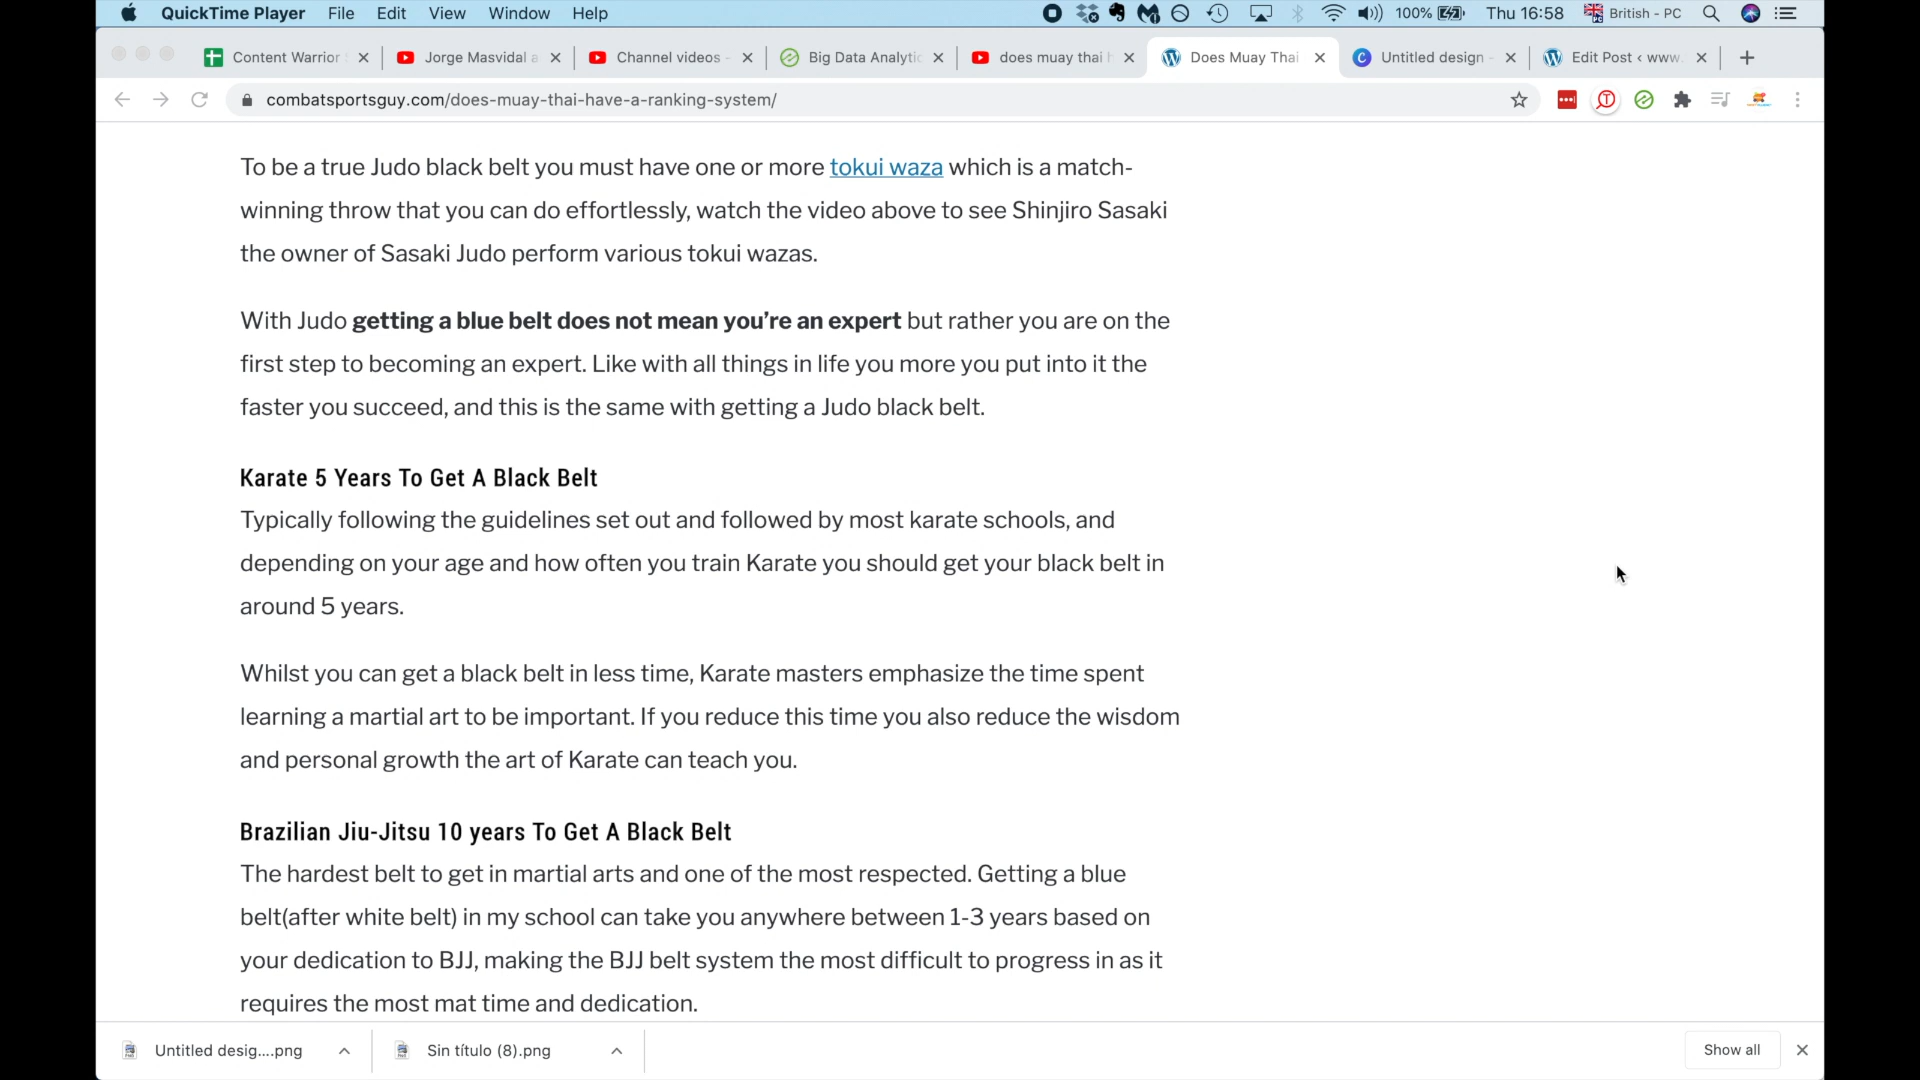 QuickTime Player File Edit View Window Help 100% Thu 16:58 British - PC
Content Warrior Jorge Masvidal a Channel videos - Big Data Analytic does muay thai h Does Muay Thai Untitled design - Edit Post ‹ www.
combatsportsguy.com/does-muay-thai-have-a-ranking-system/
To be a true Judo black belt you must have one or more tokui waza which is a match-
winning throw that you can do effortlessly, watch the video above to see Shinjiro Sasaki
the owner of Sasaki Judo perform various tokui wazas.
With Judo getting a blue belt does not mean you’re an expert but rather you are on the
first step to becoming an expert. Like with all things in life you more you put into it the
faster you succeed, and this is the same with getting a Judo black belt.
Karate 5 Years To Get A Black Belt
Typically following the guidelines set out and followed by most karate schools, and
depending on your age and how often you train Karate you should get your black belt in
around 5 years.
Whilst you can get a black belt in less time, Karate masters emphasize the time spent
learning a martial art to be important. If you reduce this time you also reduce the wisdom
and personal growth the art of Karate can teach you.
Brazilian Jiu-Jitsu 10 years To Get A Black Belt
The hardest belt to get in martial arts and one of the most respected. Getting a blue
belt(after white belt) in my school can take you anywhere between 1-3 years based on
your dedication to BJJ, making the BJJ belt system the most difficult to progress in as it
requires the most mat time and dedication.
Untitled desig....png Sin título (8).png Show all